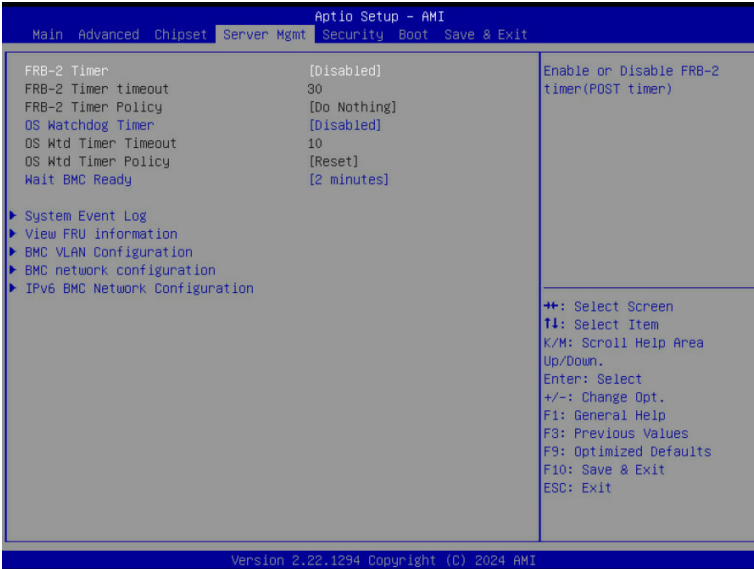 Aptio Setup - AMI
Main Advanced Chipset Server Mgmt Security Boot Save & Exit
FRB-2 Timer [Disabled]
FRB-2 Timer timeout 30
FRB-2 Timer Policy [Do Nothing]
OS Watchdog Timer [Disabled]
OS Wtd Timer Timeout 10
OS Wtd Timer Policy [Reset]
Wait BMC Ready [2 minutes]
▶ System Event Log
▶ View FRU information
▶ BMC VLAN Configuration
▶ BMC network configuration
▶ IPv6 BMC Network Configuration
Enable or Disable FRB-2
timer(POST timer)
→←: Select Screen
↑↓: Select Item
K/M: Scroll Help Area
Up/Down.
Enter: Select
+/-: Change Opt.
F1: General Help
F3: Previous Values
F9: Optimized Defaults
F10: Save & Exit
ESC: Exit
Version 2.22.1294 Copyright (C) 2024 AMI